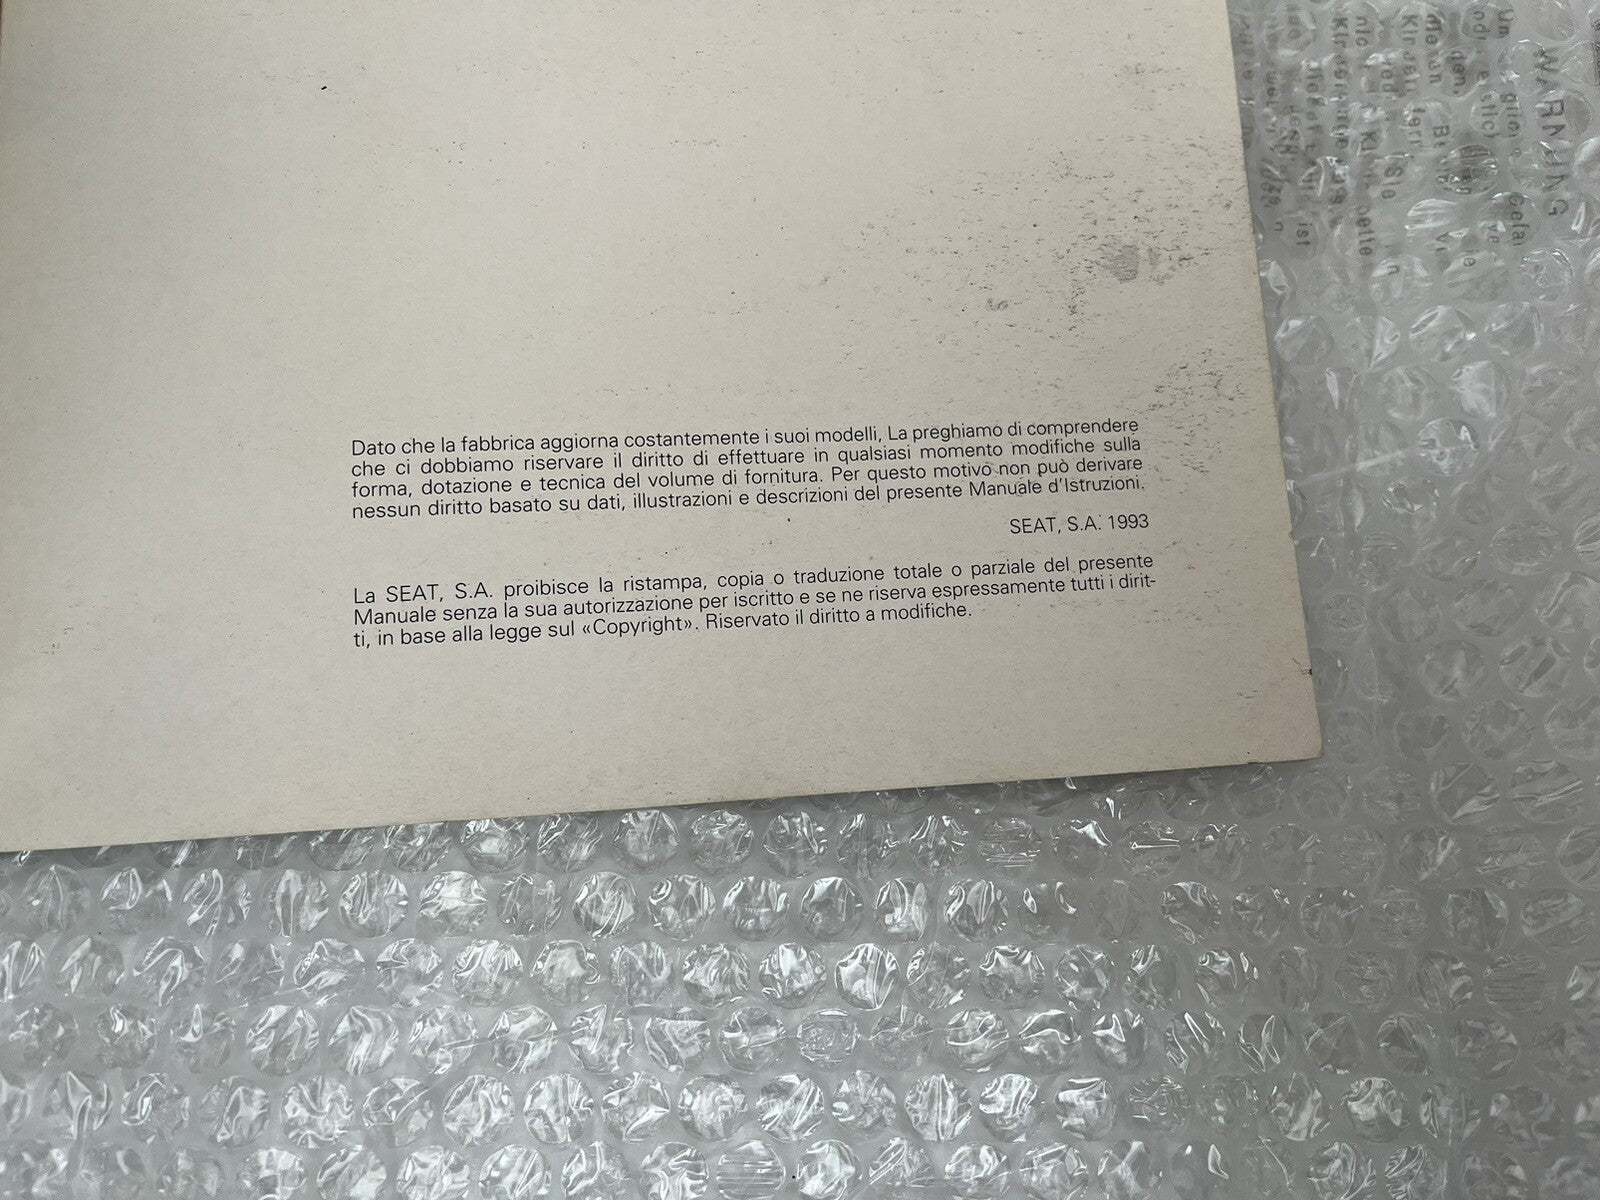 Dato che la fabbrica aggiorna costantemente i suoi modelli, La preghiamo di comprendere
che ci dobbiamo riservare il diritto di effettuare in qualsiasi momento modifiche sulla
forma, dotazione e tecnica del volume di fornitura. Per questo motivo non può derivare
nessun diritto basato su dati, illustrazioni e descrizioni del presente Manuale d'Istruzioni.
SEAT, S.A. 1993
La SEAT, S.A. proibisce la ristampa, copia o traduzione totale o parziale del presente
Manuale senza la sua autorizzazione per iscritto e se ne riserva espressamente tutti i dirit-
ti, in base alla legge sul «Copyright». Riservato il diritto a modifiche.
WARNUNG